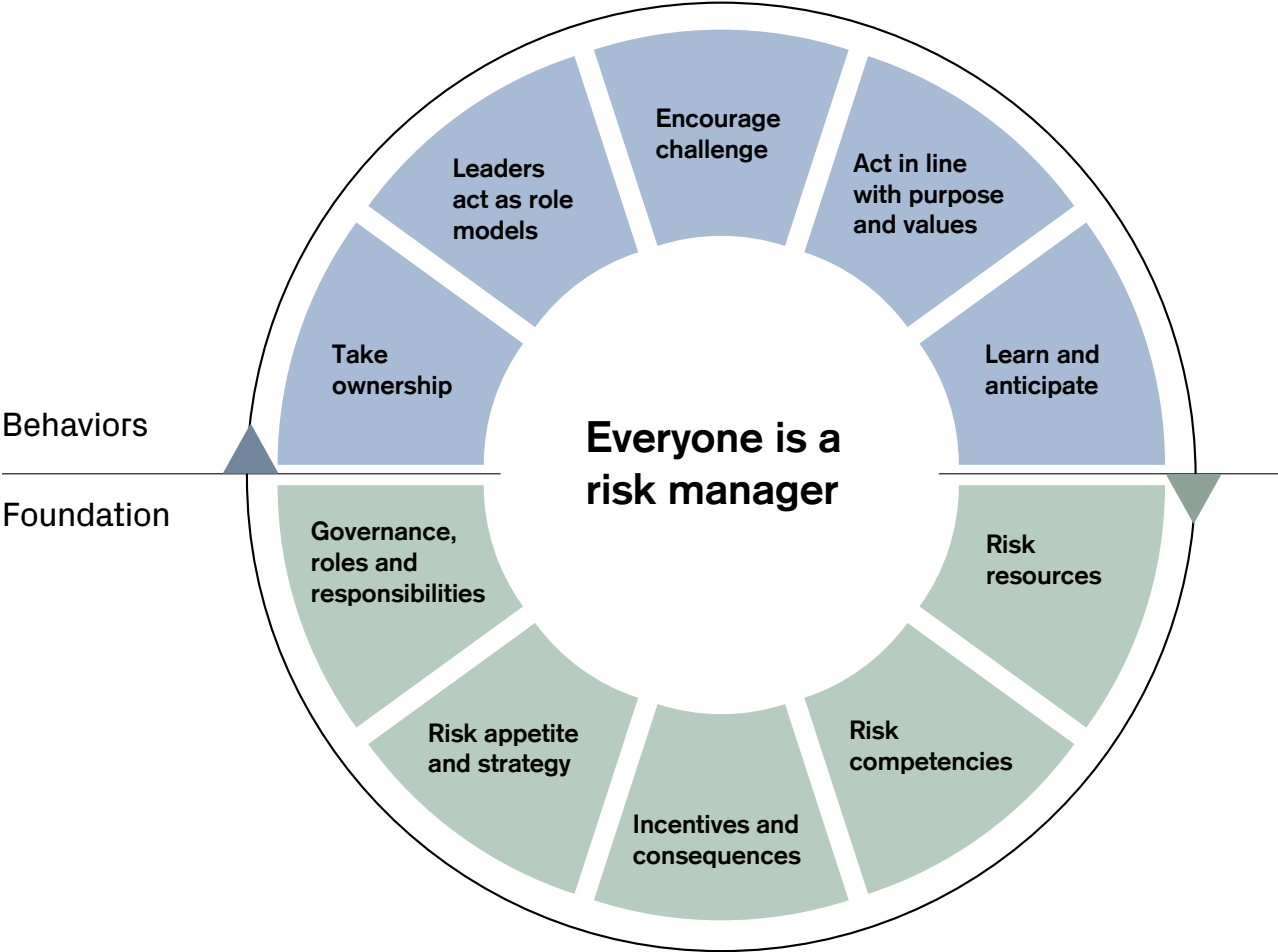 Encourage
challenge
Leaders
act as role
models
Act in line
with purpose
and values
Take
ownership
Learn and
anticipate
Behaviors
Everyone is a
risk manager
Foundation
Governance,
roles and
responsibilities
Risk
resources
Risk appetite
and strategy
Risk
competencies
Incentives and
consequences